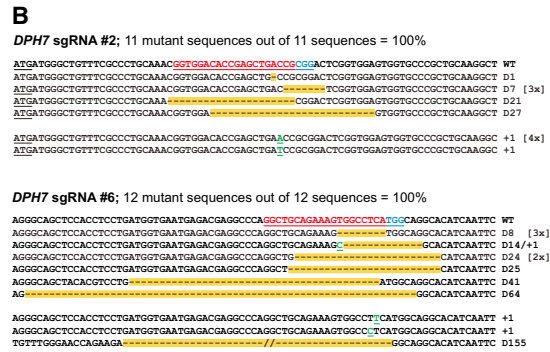 B
DPH7 sgRNA #2; 11 mutant sequences out of 11 sequences = 100%
ATGATGGGCTGTTTCGCCCTGCAAACGGTGGACACCGAGCTGACCGCGGACTCGGTGGAGTGGTGCCCGCTGCAAGGCT WT
ATGATGGGCTGTTTCGCCCTGCAAACGGTGGACACCGAGCTG-CCGCGGACTCGGTGGAGTGGTGCCCGCTGCAAGGCT D1
ATGATGGGCTGTTTCGCCCTGCAAACGGTGGACACCGAGCTGAC-------TCGGTGGAGTGGTGCCCGCTGCAAGGCT D7 [3x]
ATGATGGGCTGTTTCGCCCTGCAAA---------------------CGGACTCGGTGGAGTGGTGCCCGCTGCAAGGCT D21
ATGATGGGCTGTTTCGCCCTGCAAACGGTGGA---------------------------GTGGTGCCCGCTGCAAGGCT D27
ATGATGGGCTGTTTCGCCCTGCAAACGGTGGACACCGAGCTGAACCGCGGACTCGGTGGAGTGGTGCCCGCTGCAAGGC +1 [4x]
ATGATGGGCTGTTTCGCCCTGCAAACGGTGGACACCGAGCTGATCCGCGGACTCGGTGGAGTGGTGCCCGCTGCAAGGC +1
DPH7 sgRNA #6; 12 mutant sequences out of 12 sequences = 100%
AGGGCAGCTCCACCTCCTGATGGTGAATGAGACGAGGCCCAGGCTGCAGAAAGTGGCCTCATGGCAGGCACATCAATTC WT
AGGGCAGCTCCACCTCCTGATGGTGAATGAGACGAGGCCCAGGCTGCAGAAAG--------TGGCAGGCACATCAATTC D8 [3x]
AGGGCAGCTCCACCTCCTGATGGTGAATGAGACGAGGCCCAGGCTGCAGAAAGC-------------GCACATCAATTC D14/+1
AGGGCAGCTCCACCTCCTGATGGTGAATGAGACGAGGCCCAGGCTG------------------------CATCAATTC D24 [2x]
AGGGCAGCTCCACCTCCTGATGGTGAATGAGACGAGGCCCAGGCT-------------------------CATCAATTC D25
AGGGCAGCTACACGTCCTG-----------------------------------------ATGGCAGGCACATCAATTC D41
AG----------------------------------------------------------------GGCACATCAATTC D64
AGGGCAGCTCCACCTCCTGATGGTGAATGAGACGAGGCCCAGGCTGCAGAAAGTGGCCTTCATGGCAGGCACATCAATT +1
AGGGCAGCTCCACCTCCTGATGGTGAATGAGACGAGGCCCAGGCTGCAGAAAGTGGCCCTCATGGCAGGCACATCAATT +1
TGTTTGGGAACCAGAAGA-----------------------//-------------------GGCAGGCACATCAATTC D155